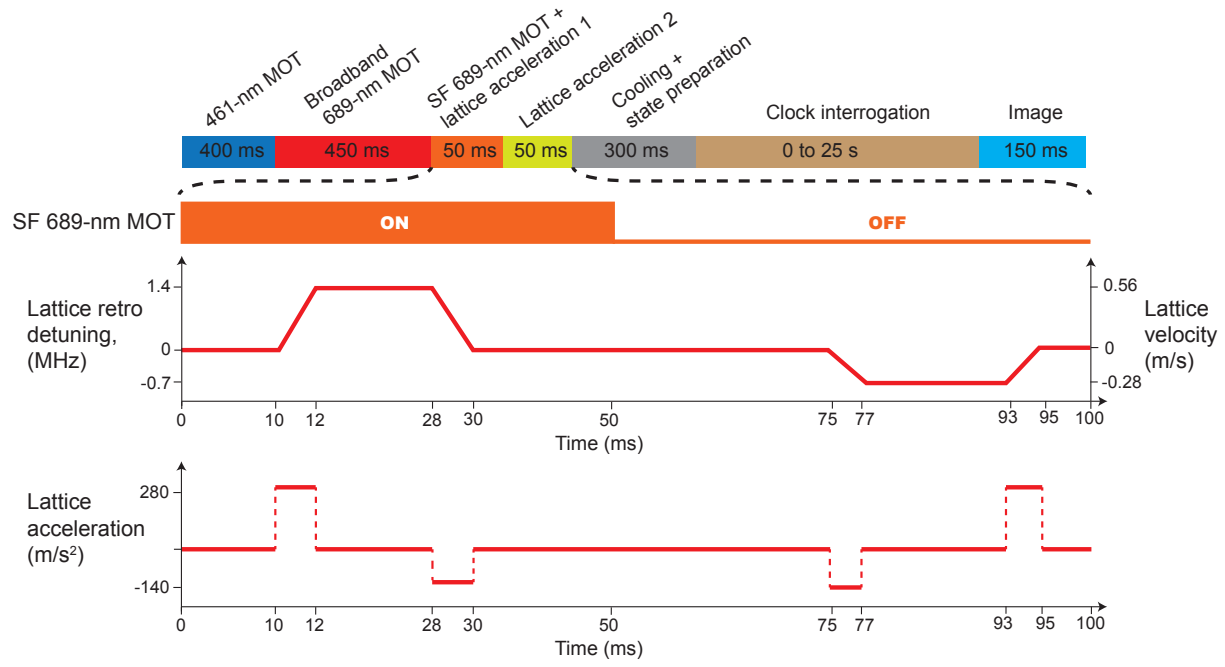 461-nm MOT
Broadband
689-nm MOT
SF 689-nm MOT +
lattice acceleration 1
Lattice acceleration 2
Cooling +
state preparation
Clock interrogation
Image
400 ms
450 ms
50 ms
50 ms
300 ms
0 to 25 s
150 ms
SF 689-nm MOT
ON
OFF
Lattice retro
detuning,
(MHz)
1.4
0
-0.7
0.56
0
-0.28
Lattice
velocity
(m/s)
0
10
12
28
30
50
75
77
93
95
100
Time (ms)
Lattice
acceleration
(m/s²)
280
-140
0
10
12
28
30
50
75
77
93
95
100
Time (ms)